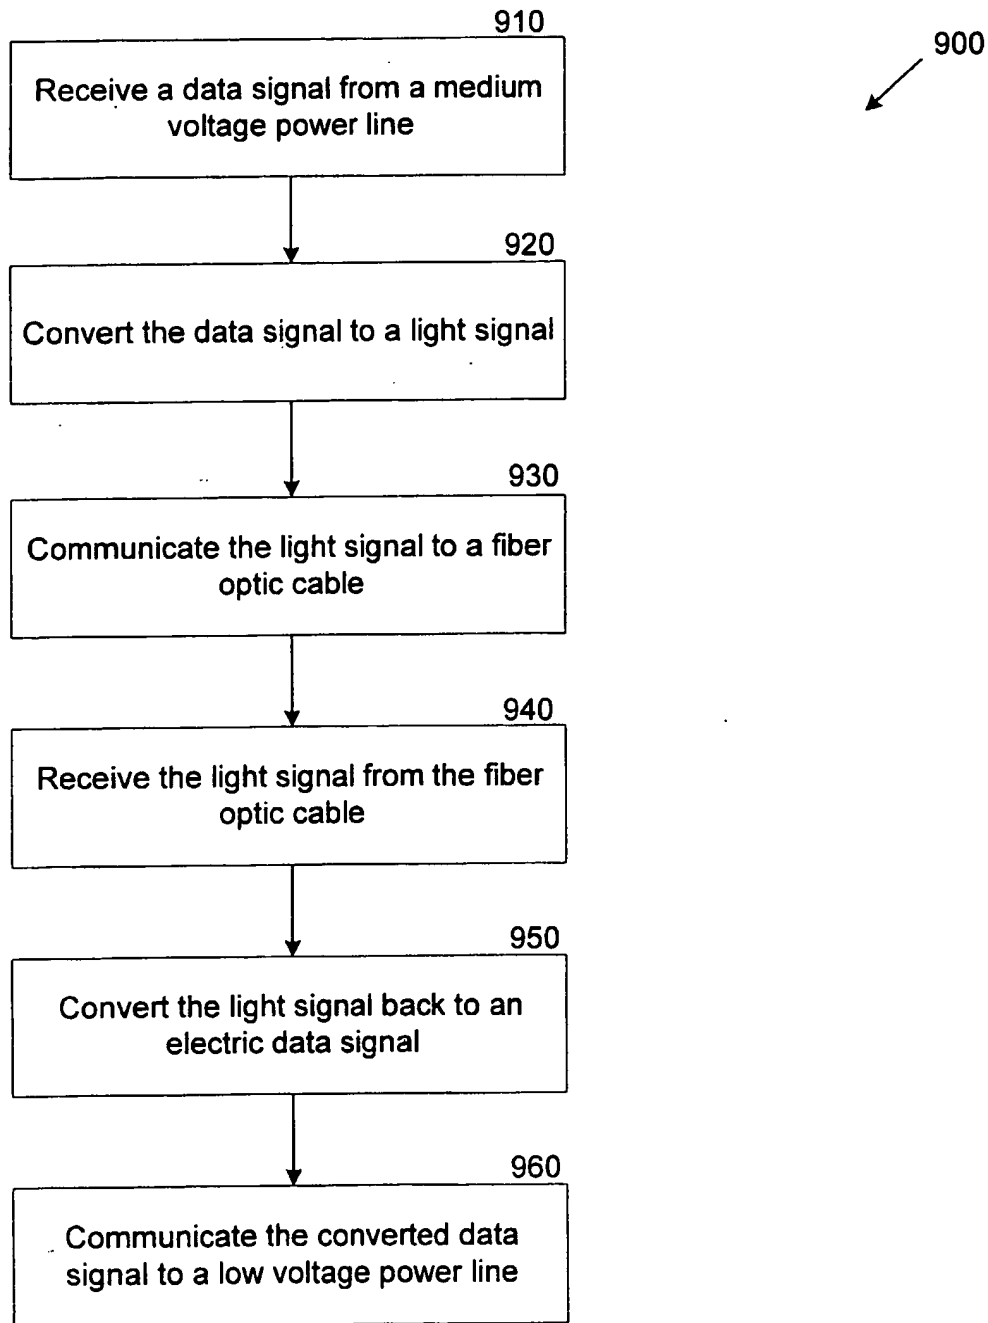 910
900
Receive a data signal from a medium
voltage power line
920
Convert the data signal to a light signal
930
Communicate the light signal to a fiber
optic cable
940
Receive the light signal from the fiber
optic cable
950
Convert the light signal back to an
electric data signal
960
Communicate the converted data
signal to a low voltage power line